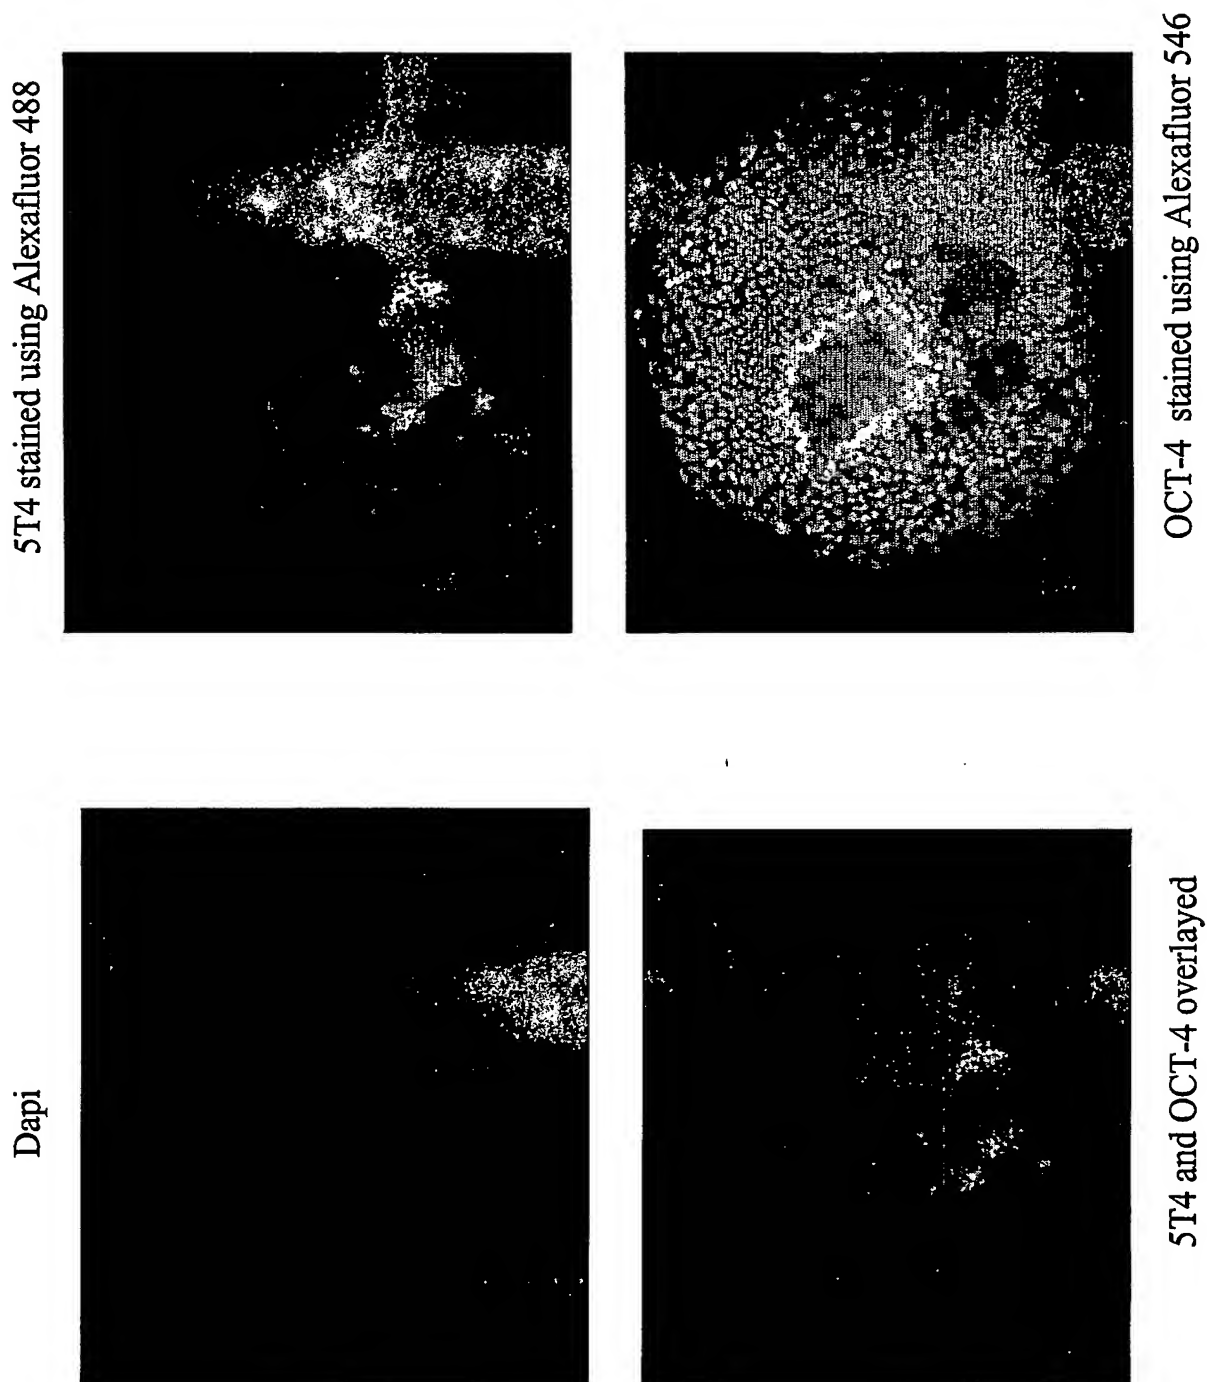 Dapi
5T4 stained using Alexafluor 488
5T4 and OCT-4 overlayed
OCT-4 stained using Alexafluor 546